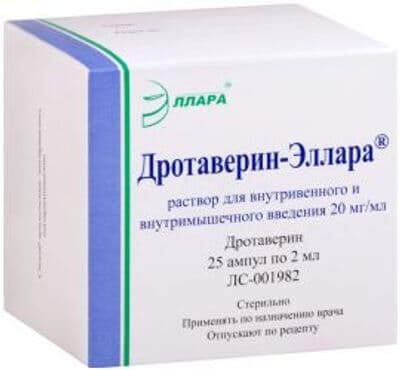 ЭЛЛАРА®
Дротаверин-Эллара®
раствор для внутривенного и
внутримышечного введения 20 мг/мл
Дротаверин
25 ампул по 2 мл
ЛС-001982
Стерильно
Применять по назначению врача
Отпускают по рецепту